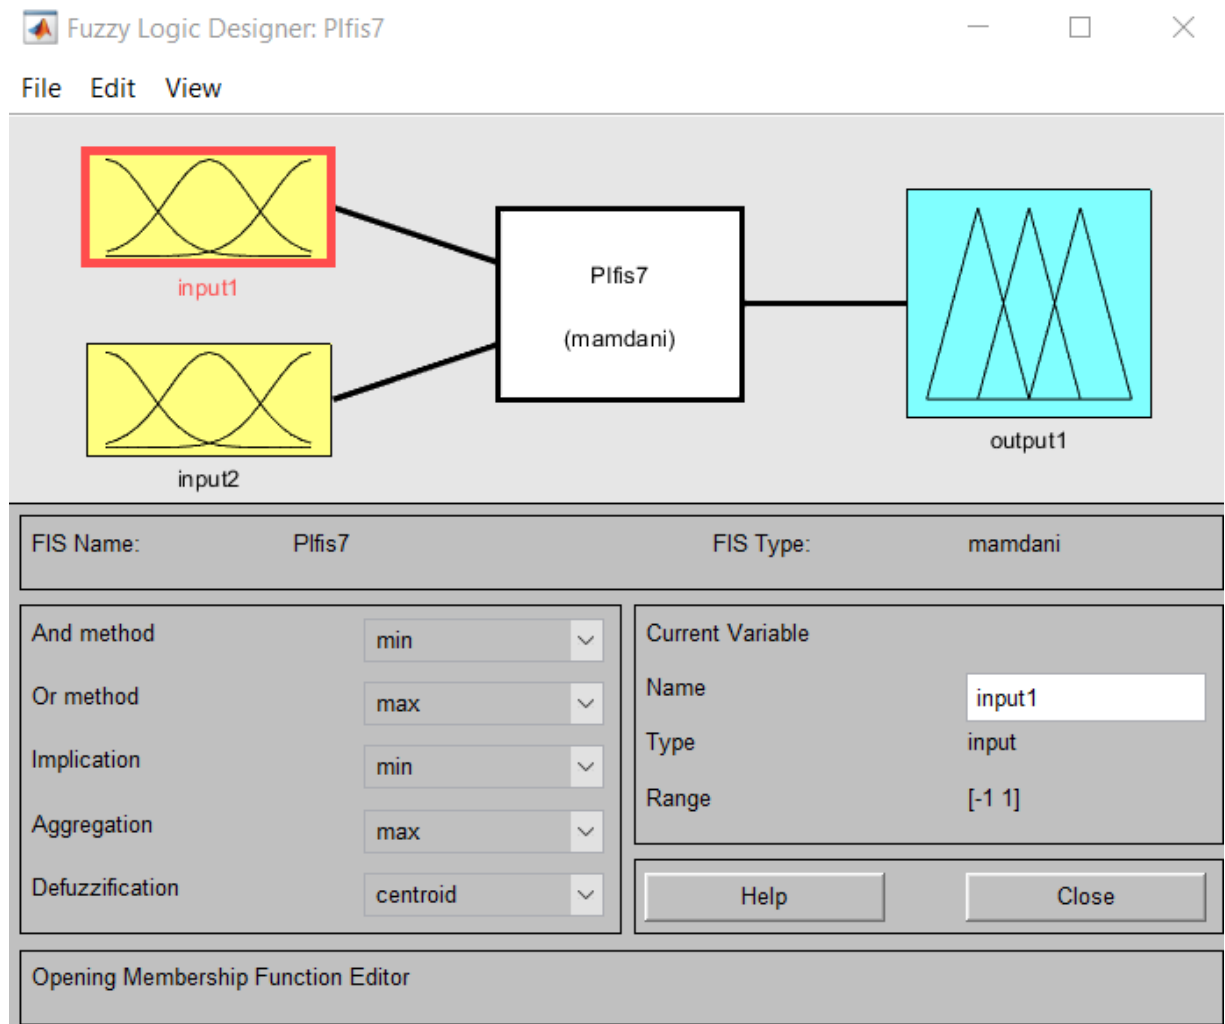 Fuzzy Logic Designer: PIfis7
File Edit View
input1
input2
PIfis7
(mamdani)
output1
FIS Name: PIfis7 FIS Type: mamdani
And method min
Or method max
Implication min
Aggregation max
Defuzzification centroid
Current Variable
Name input1
Type input
Range [-1 1]
Help Close
Opening Membership Function Editor